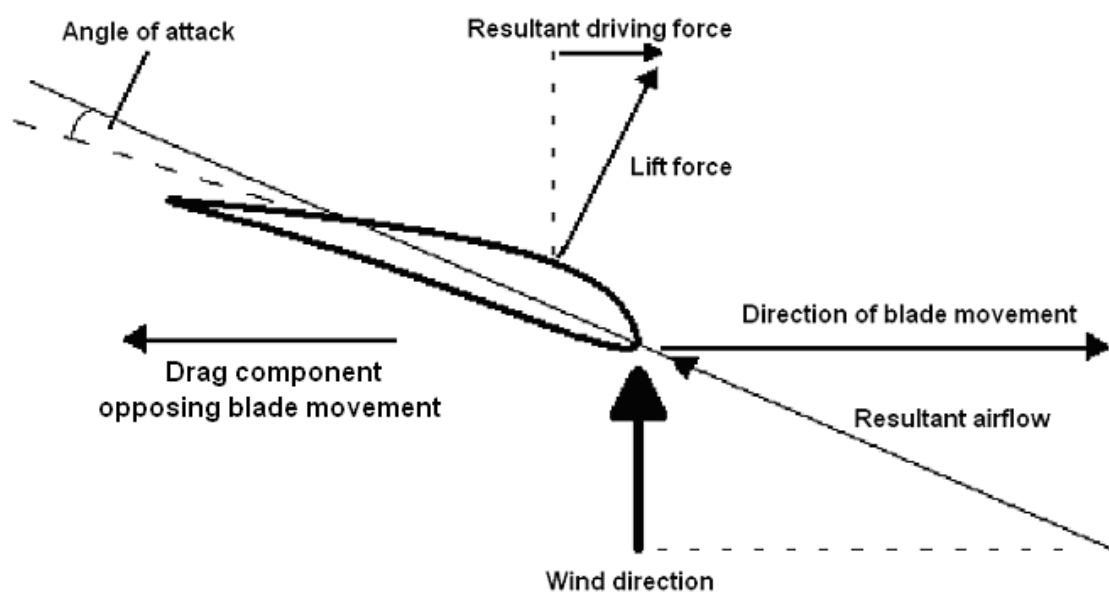 Angle of attack
Resultant driving force
Lift force
Direction of blade movement
Drag component
opposing blade movement
Resultant airflow
Wind direction